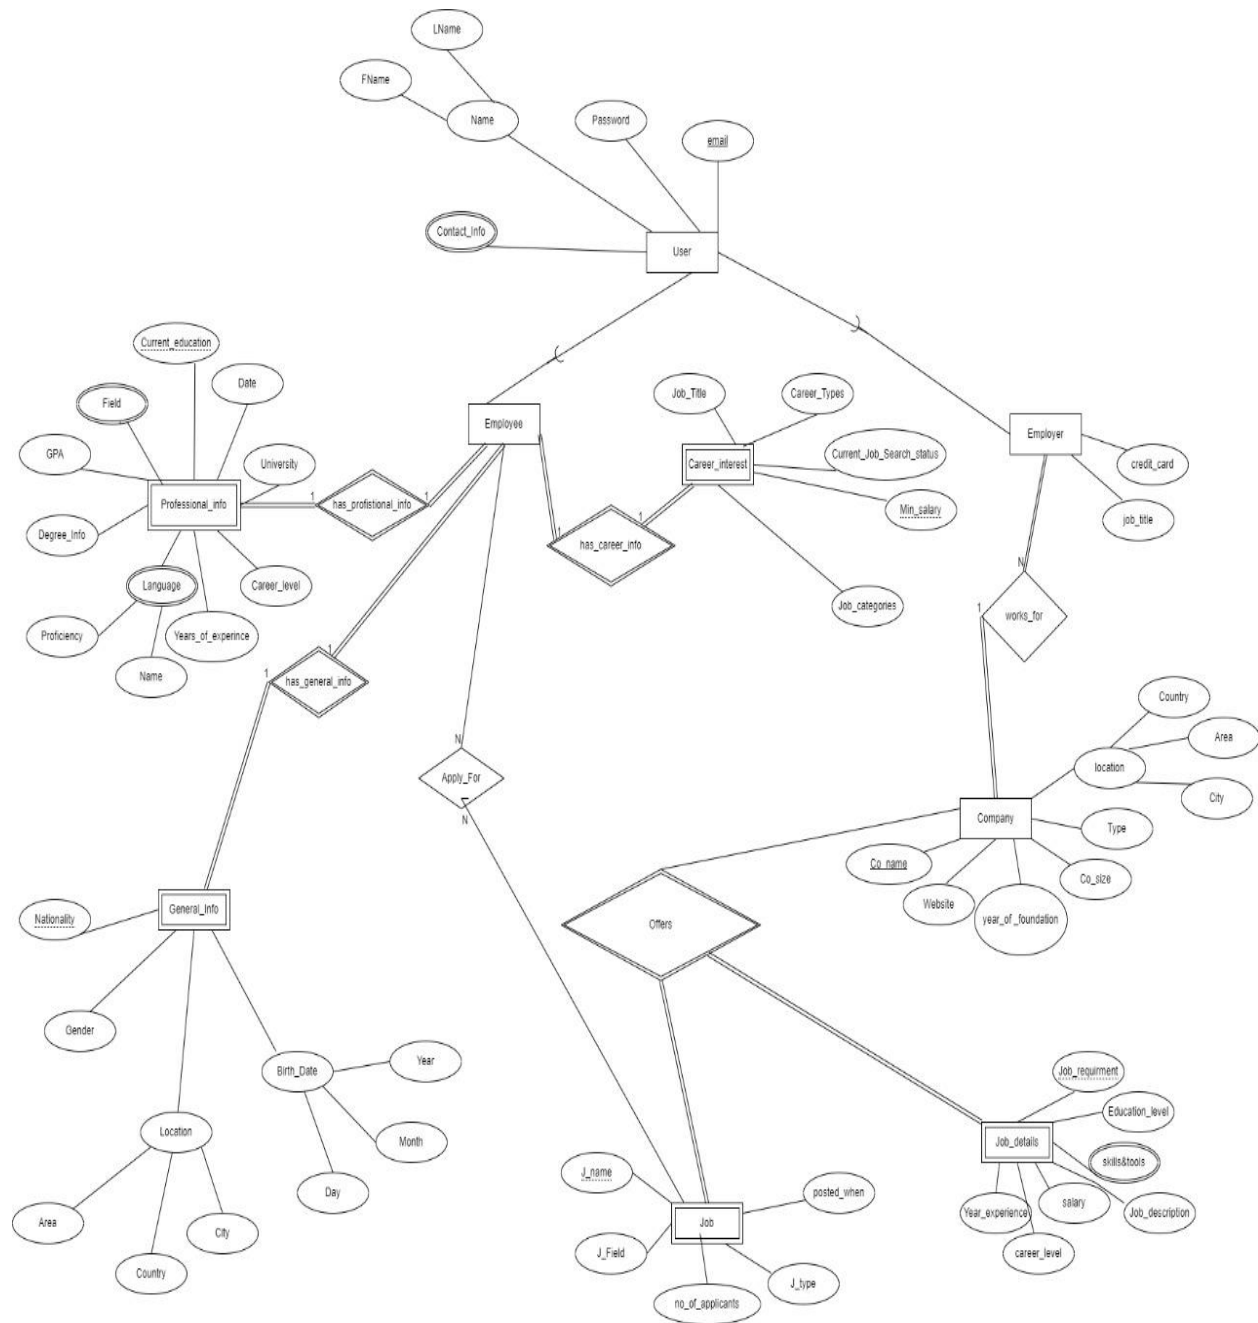 LName
FName
Name
Password
email
Contact_Info
User
Current_education
Date
Field
GPA
University
Professional_info
Degree_Info
Language
Career_level
Proficiency
Years_of_experince
Name
1
has_profistional_info
1
Employee
Job_Title
Career_Types
Career_interest
Current_Job_Search_status
Min_salary
1
1
has_career_info
Job_categories
Employer
credit_card
job_title
N
1
works_for
1
1
has_general_info
N
Apply_For
N
Country
Area
location
City
Company
Type
Co_name
Co_size
Website
year_of_foundation
Offers
Nationality
General_Info
Gender
Birth_Date
Year
Month
Day
Location
Area
City
Country
J_name
posted_when
Job
J_Field
J_type
no_of_applicants
Job_requirment
Education_level
Job_details
skills&tools
Year_experience
salary
Job_description
career_level